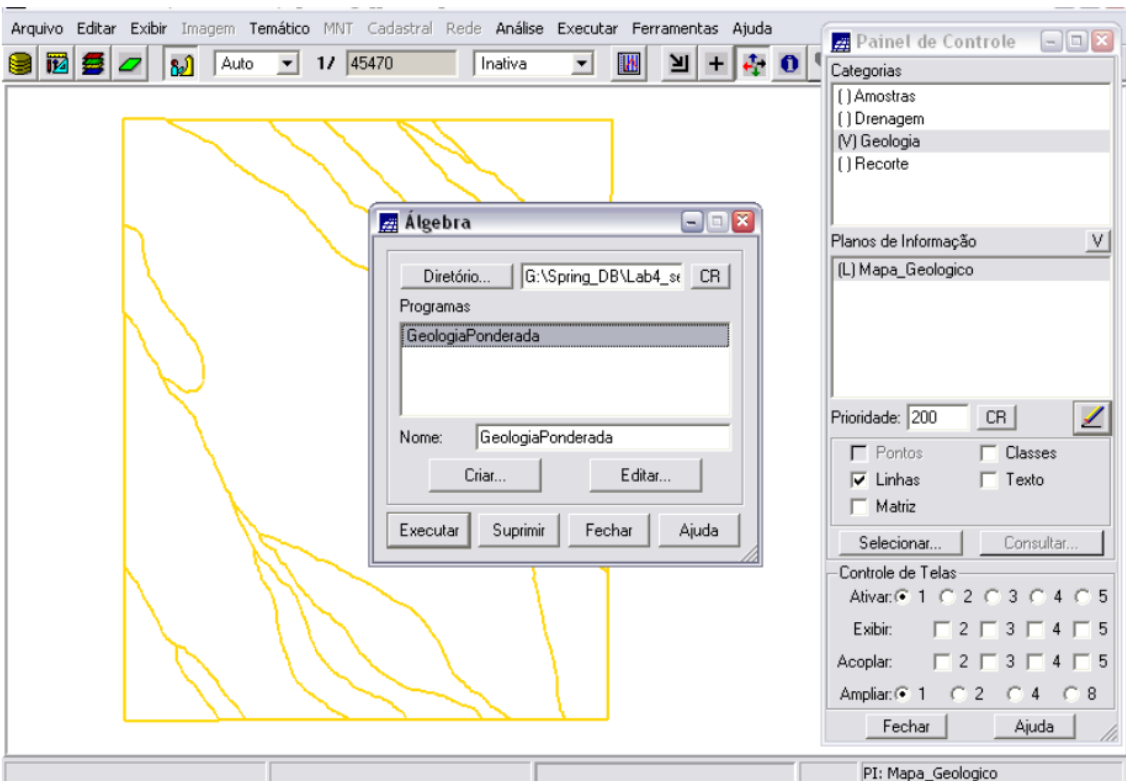 Arquivo Editar Exibir Imagem Temático MNT Cadastral Rede Análise Executar Ferramentas Ajuda
Auto 1/ 45470 Inativa
Painel de Controle
Categorias
( ) Amostras
( ) Drenagem
(V) Geologia
( ) Recorte
Planos de Informação V
(L) Mapa_Geologico
Prioridade: 200 CR
Pontos Classes
Linhas Texto
Matriz
Selecionar... Consultar...
Controle de Telas
Ativar: 1 2 3 4 5
Exibir: 2 3 4 5
Acoplar: 2 3 4 5
Ampliar: 1 2 4 8
Fechar Ajuda
Álgebra
Diretório... G:\Spring_DB\Lab4_se CR
Programas
GeologiaPonderada
Nome: GeologiaPonderada
Criar... Editar...
Executar Suprimir Fechar Ajuda
PI: Mapa_Geologico